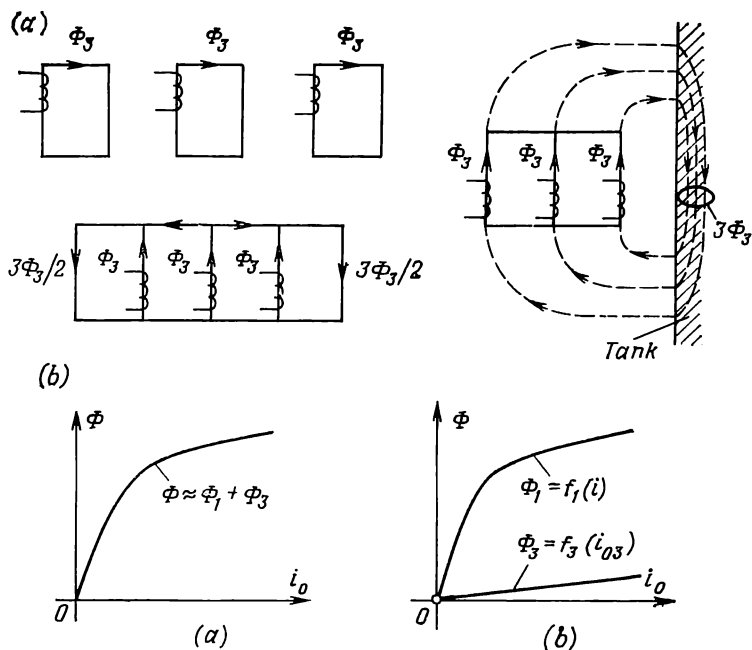 (a)
Φ₃ Φ₃ Φ₃
3Φ₃/2 Φ₃ Φ₃ Φ₃ 3Φ₃/2
Φ₃ Φ₃ Φ₃
3Φ₃
Tank
(b)
Φ
Φ≈Φ₁+Φ₃
0
i₀
(a)
Φ
Φ₁=f₁(i)
Φ₃=f₃(i₀₃)
0
i₀
(b)